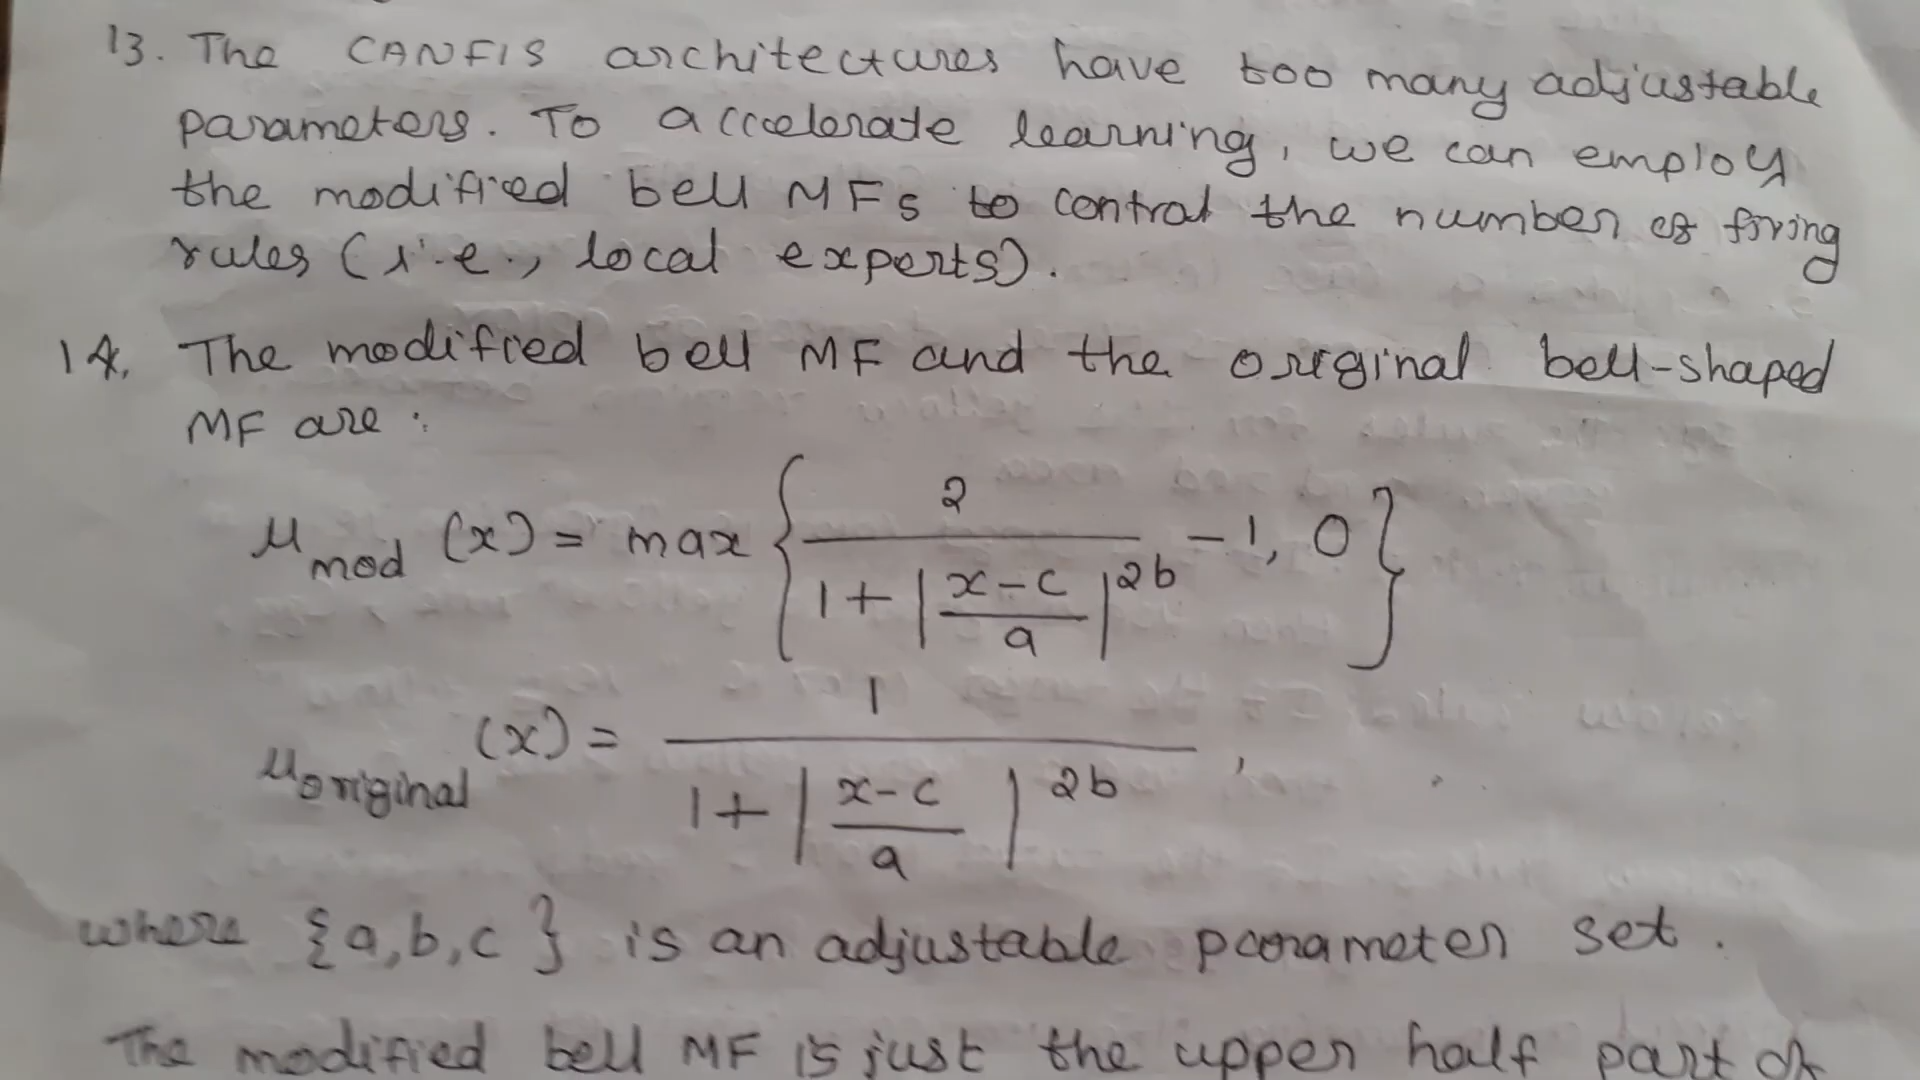 13. The CANFIS architectures have too many adjustable
parameters. To accelerate learning, we can employ
the modified bell MFs to control the number of firing
rules (i.e., local experts).
14. The modified bell MF and the original bell-shaped
MF are :
μ_mod (x) = max { 2 / (1 + |(x-c)/a|^2b) - 1, 0 }
μ_original (x) = 1 / (1 + |(x-c)/a|^2b) ,
where {a,b,c} is an adjustable parameter set.
The modified bell MF is just the upper half part of